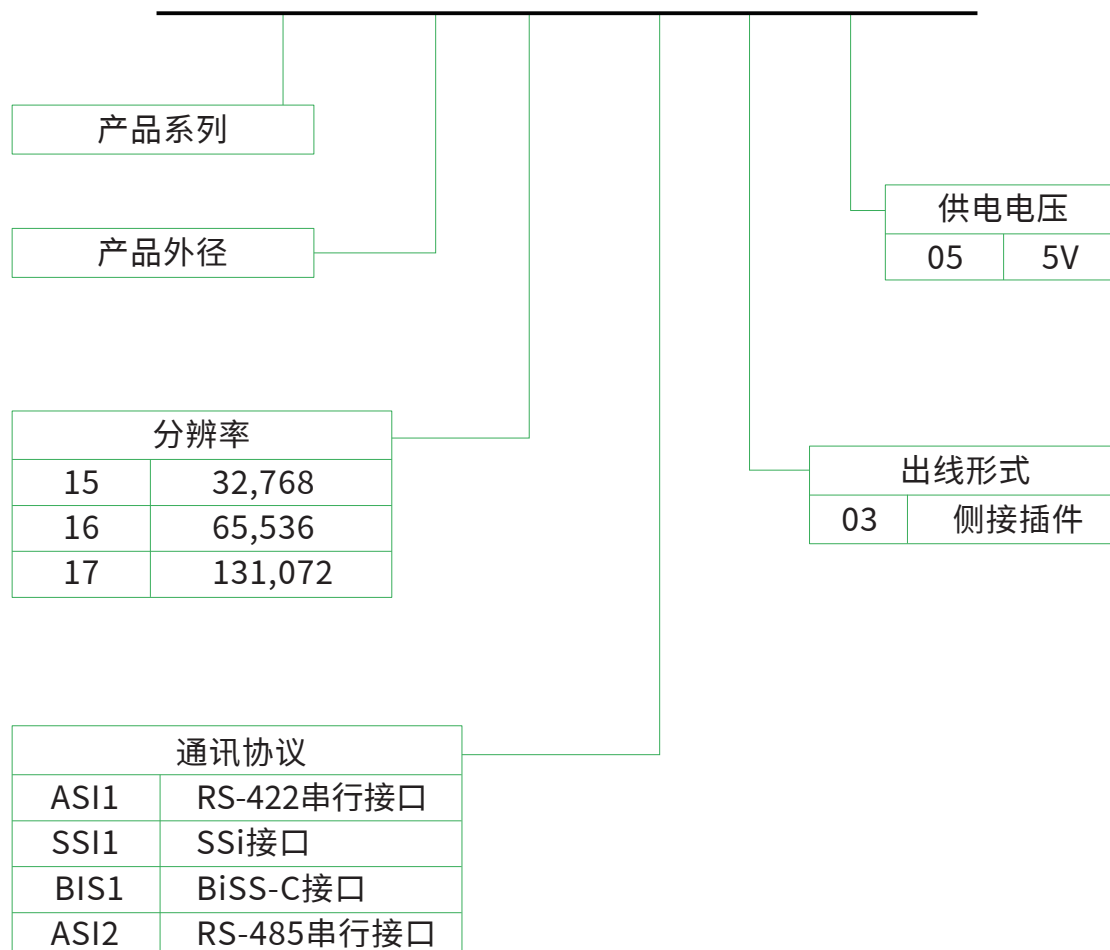 产品系列
产品外径
供电电压
05 5V
分辨率
15 32,768
16 65,536
17 131,072
出线形式
03 侧接插件
通讯协议
ASI1 RS-422串行接口
SSI1 SSi接口
BIS1 BiSS-C接口
ASI2 RS-485串行接口